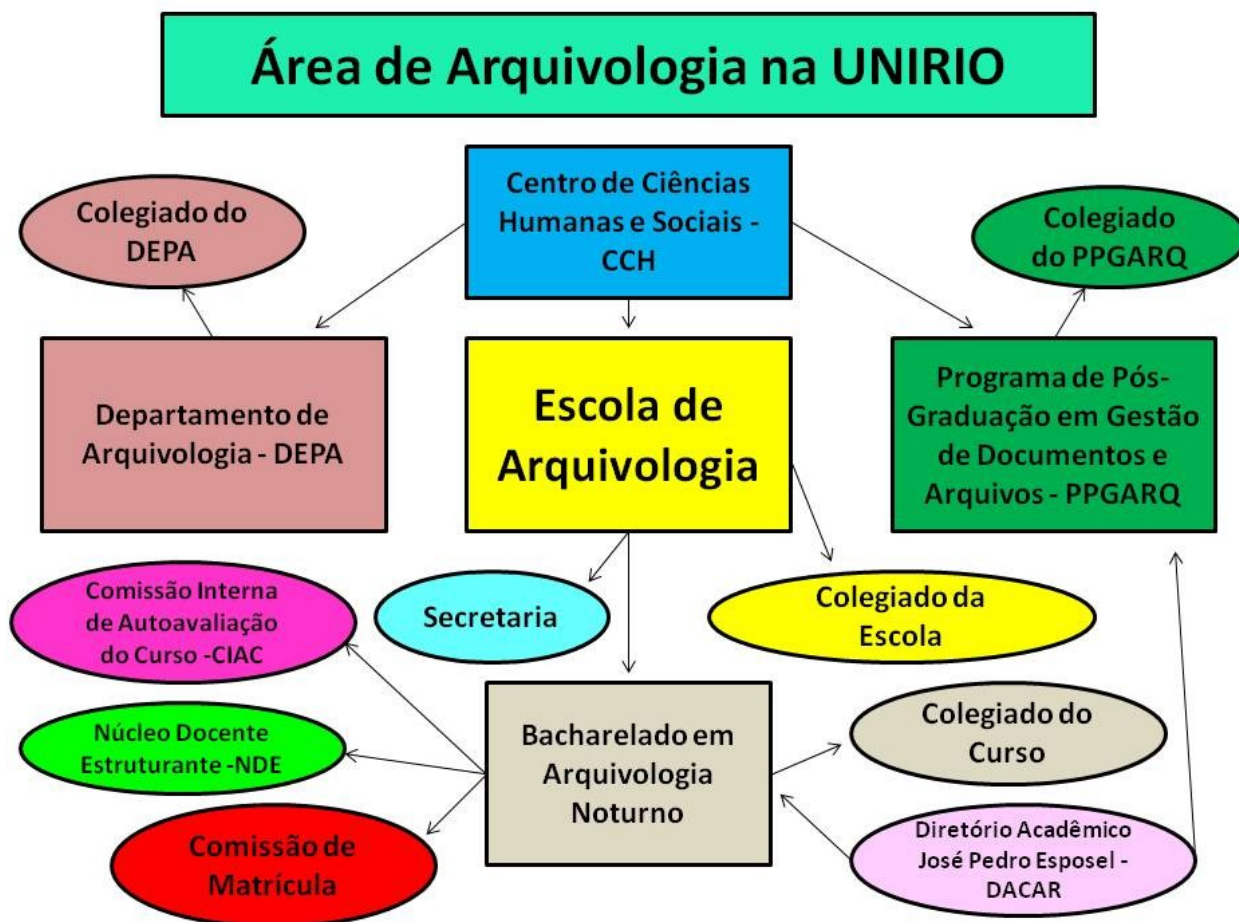 Área de Arquivologia na UNIRIO
Centro de Ciências
Humanas e Sociais -
CCH
Colegiado do
DEPA
Colegiado
do PPGARQ
Departamento de
Arquivologia - DEPA
Escola de
Arquivologia
Programa de Pós-
Graduação em Gestão
de Documentos e
Arquivos - PPGARQ
Comissão Interna
de Autoavaliação
do Curso -CIAC
Secretaria
Colegiado da
Escola
Núcleo Docente
Estruturante -NDE
Bacharelado em
Arquivologia
Noturno
Colegiado do
Curso
Comissão de
Matrícula
Diretório Acadêmico
José Pedro Esposel -
DACAR